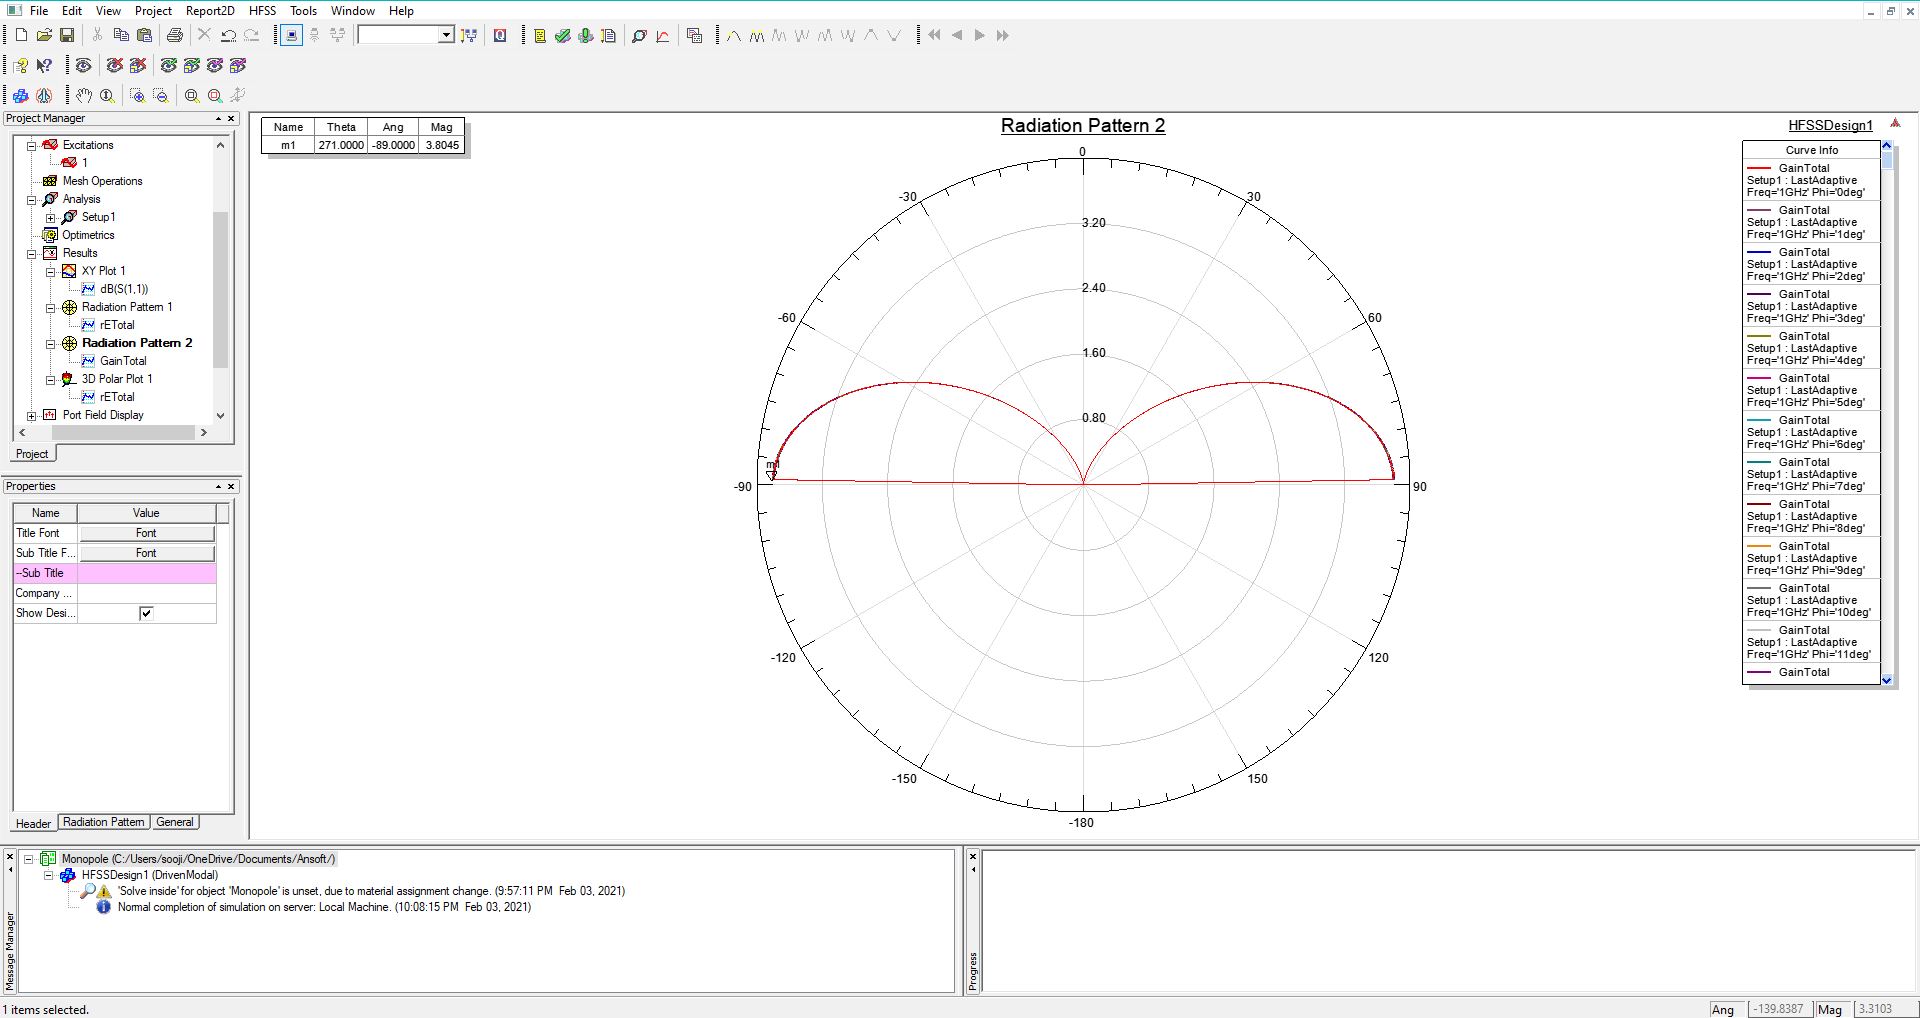 File Edit View Project Report2D HFSS Tools Window Help
Project Manager
Excitations
1
Mesh Operations
Analysis
Setup1
Optimetrics
Results
XY Plot 1
dB(S(1,1))
Radiation Pattern 1
rETotal
Radiation Pattern 2
GainTotal
3D Polar Plot 1
rETotal
Port Field Display
Project
Properties
Name Value
Title Font Font
Sub Title F... Font
--Sub Title
Company ...
Show Desi...
Header Radiation Pattern General
Name Theta Ang Mag
m1 271.0000 -89.0000 3.8045
Radiation Pattern 2
HFSSDesign1
0
-30 30
3.20
2.40
-60 60
1.60
0.80
m1
-90 90
-120 120
-150 150
-180
Curve Info
GainTotal
Setup1 : LastAdaptive
Freq='1GHz' Phi='0deg'
GainTotal
Setup1 : LastAdaptive
Freq='1GHz' Phi='1deg'
GainTotal
Setup1 : LastAdaptive
Freq='1GHz' Phi='2deg'
GainTotal
Setup1 : LastAdaptive
Freq='1GHz' Phi='3deg'
GainTotal
Setup1 : LastAdaptive
Freq='1GHz' Phi='4deg'
GainTotal
Setup1 : LastAdaptive
Freq='1GHz' Phi='5deg'
GainTotal
Setup1 : LastAdaptive
Freq='1GHz' Phi='6deg'
GainTotal
Setup1 : LastAdaptive
Freq='1GHz' Phi='7deg'
GainTotal
Setup1 : LastAdaptive
Freq='1GHz' Phi='8deg'
GainTotal
Setup1 : LastAdaptive
Freq='1GHz' Phi='9deg'
GainTotal
Setup1 : LastAdaptive
Freq='1GHz' Phi='10deg'
GainTotal
Setup1 : LastAdaptive
Freq='1GHz' Phi='11deg'
GainTotal
Message Manager
Monopole (C:/Users/sooji/OneDrive/Documents/Ansoft/)
HFSSDesign1 (DrivenModal)
'Solve inside' for object 'Monopole' is unset, due to material assignment change. (9:57:11 PM Feb 03, 2021)
Normal completion of simulation on server: Local Machine. (10:08:15 PM Feb 03, 2021)
Progress
1 items selected.
Ang -139.8387 Mag 3.3103